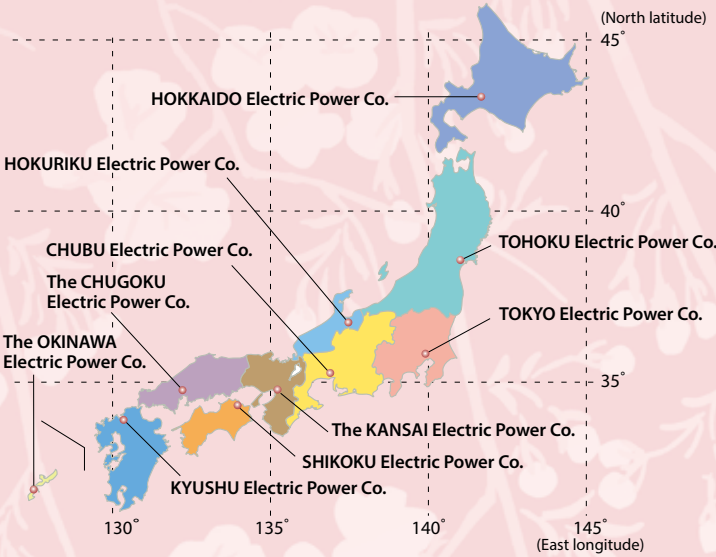 (North latitude)
45°
HOKKAIDO Electric Power Co.
HOKURIKU Electric Power Co.
40°
TOHOKU Electric Power Co.
CHUBU Electric Power Co.
The CHUGOKU
Electric Power Co.
TOKYO Electric Power Co.
The OKINAWA
Electric Power Co.
35°
The KANSAI Electric Power Co.
SHIKOKU Electric Power Co.
KYUSHU Electric Power Co.
130°
135°
140°
145°
(East longitude)